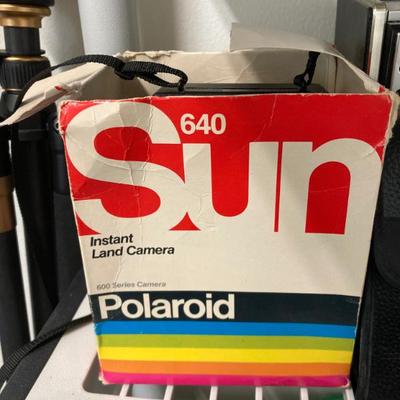 640
Sun
Instant
Land Camera
600 Series Camera
Polaroid